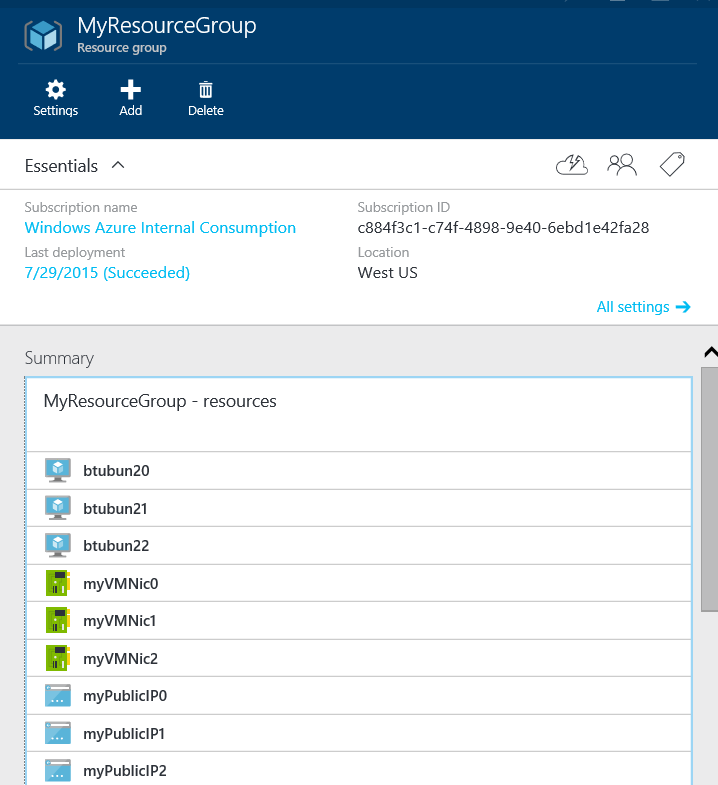 MyResourceGroup
Resource group
Settings Add Delete
Essentials
Subscription name Subscription ID
Windows Azure Internal Consumption c884f3c1-c74f-4898-9e40-6ebd1e42fa28
Last deployment Location
7/29/2015 (Succeeded) West US
All settings
Summary
MyResourceGroup - resources
btubun20
btubun21
btubun22
myVMNic0
myVMNic1
myVMNic2
myPublicIP0
myPublicIP1
myPublicIP2